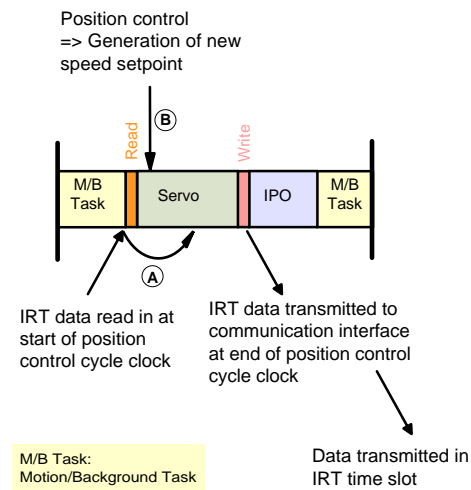 Position control
=> Generation of new
speed setpoint
B
Read
Write
M/B
Task
Servo
IPO
M/B
Task
A
IRT data read in at
start of position
control cycle clock
IRT data transmitted to
communication interface
at end of position control
cycle clock
M/B Task:
Motion/Background Task
Data transmitted in
IRT time slot